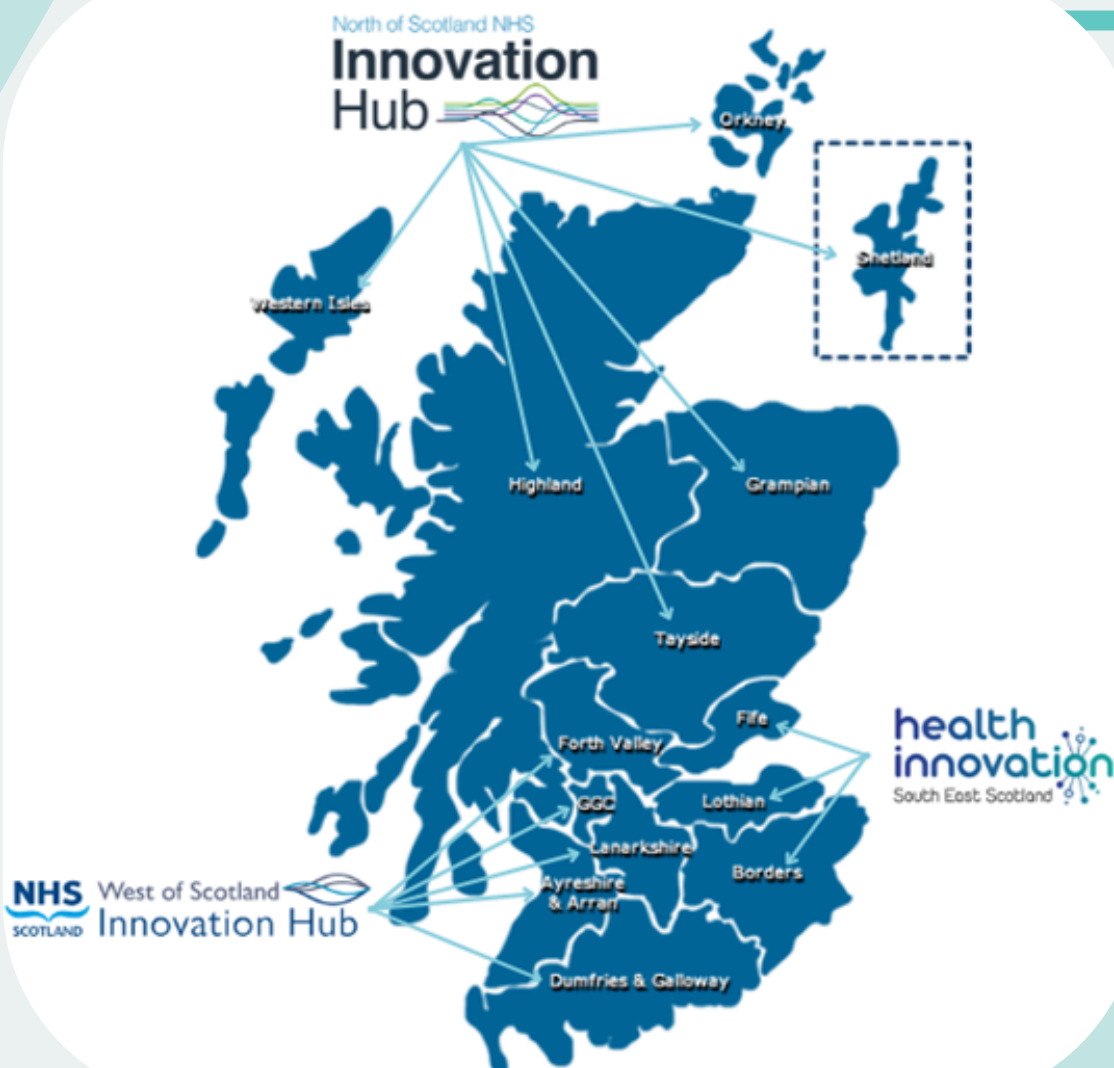 North of Scotland NHS
Innovation
Hub
Orkney
Shetland
Western Isles
Highland
Grampian
Tayside
Fife
Forth Valley
health
innovation
South East Scotland
GGC
Lothian
Lanarkshire
Borders
Ayreshire
& Arran
NHS
SCOTLAND
West of Scotland
Innovation Hub
Dumfries & Galloway